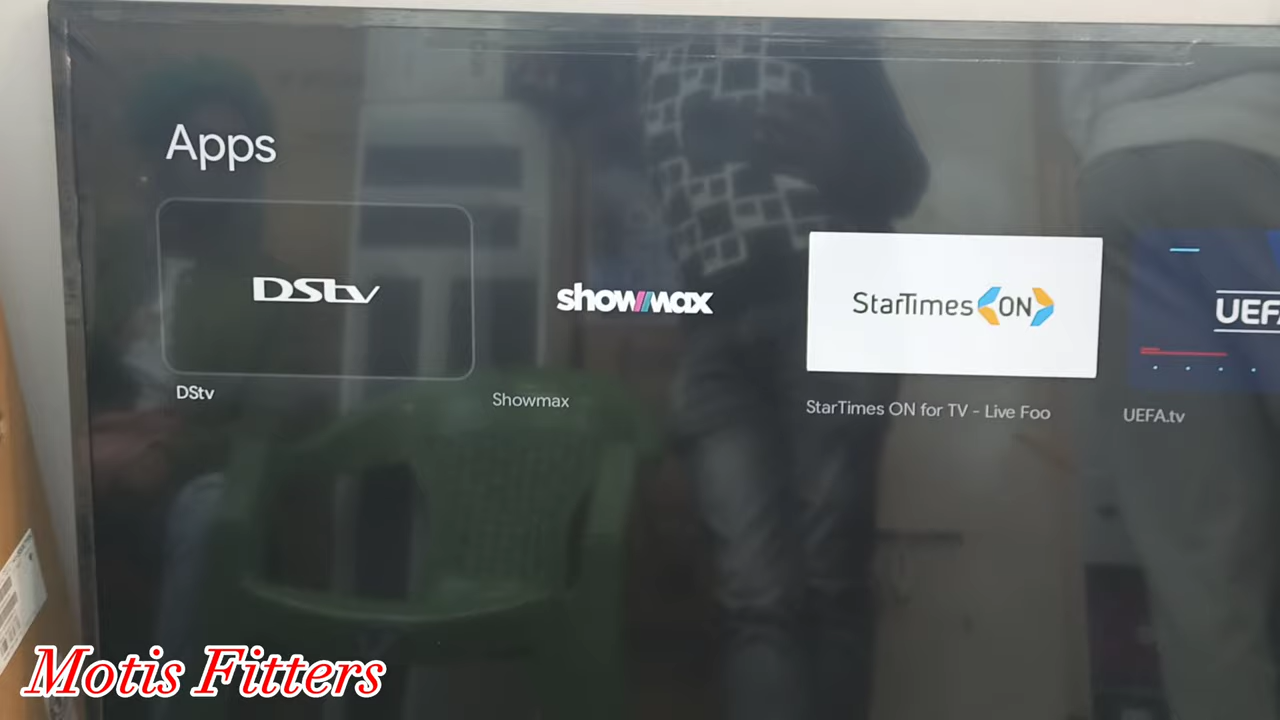 Apps
DStv
showmax
StarTimes ON
UEFA
DStv
Showmax
StarTimes ON for TV - Live Foo
UEFA.tv
Motis Fitters